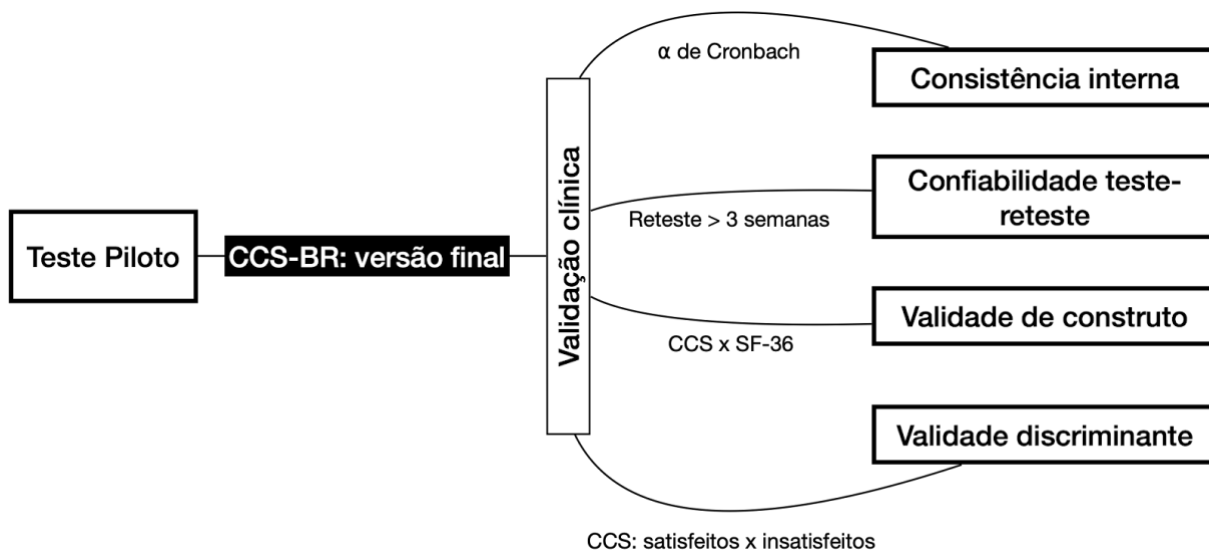 α de Cronbach
Consistência interna
Confiabilidade teste-
reteste
Reteste > 3 semanas
Teste Piloto
CCS-BR: versão final
Validação clínica
Validade de construto
CCS x SF-36
Validade discriminante
CCS: satisfeitos x insatisfeitos